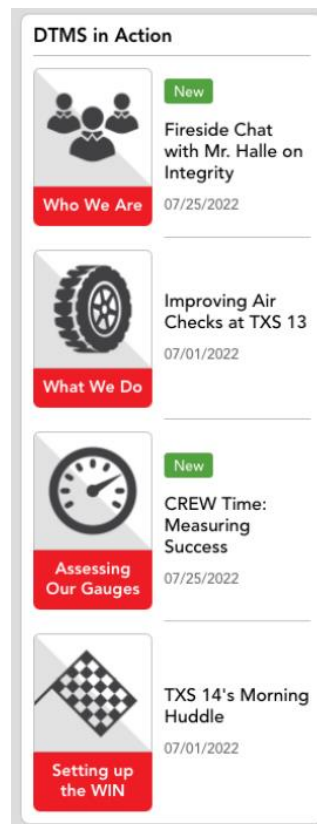 DTMS in Action
New
Fireside Chat
with Mr. Halle on
Integrity
07/25/2022
Who We Are
Improving Air
Checks at TXS 13
07/01/2022
What We Do
New
CREW Time:
Measuring
Success
07/25/2022
Assessing
Our Gauges
TXS 14's Morning
Huddle
07/01/2022
Setting up
the WIN